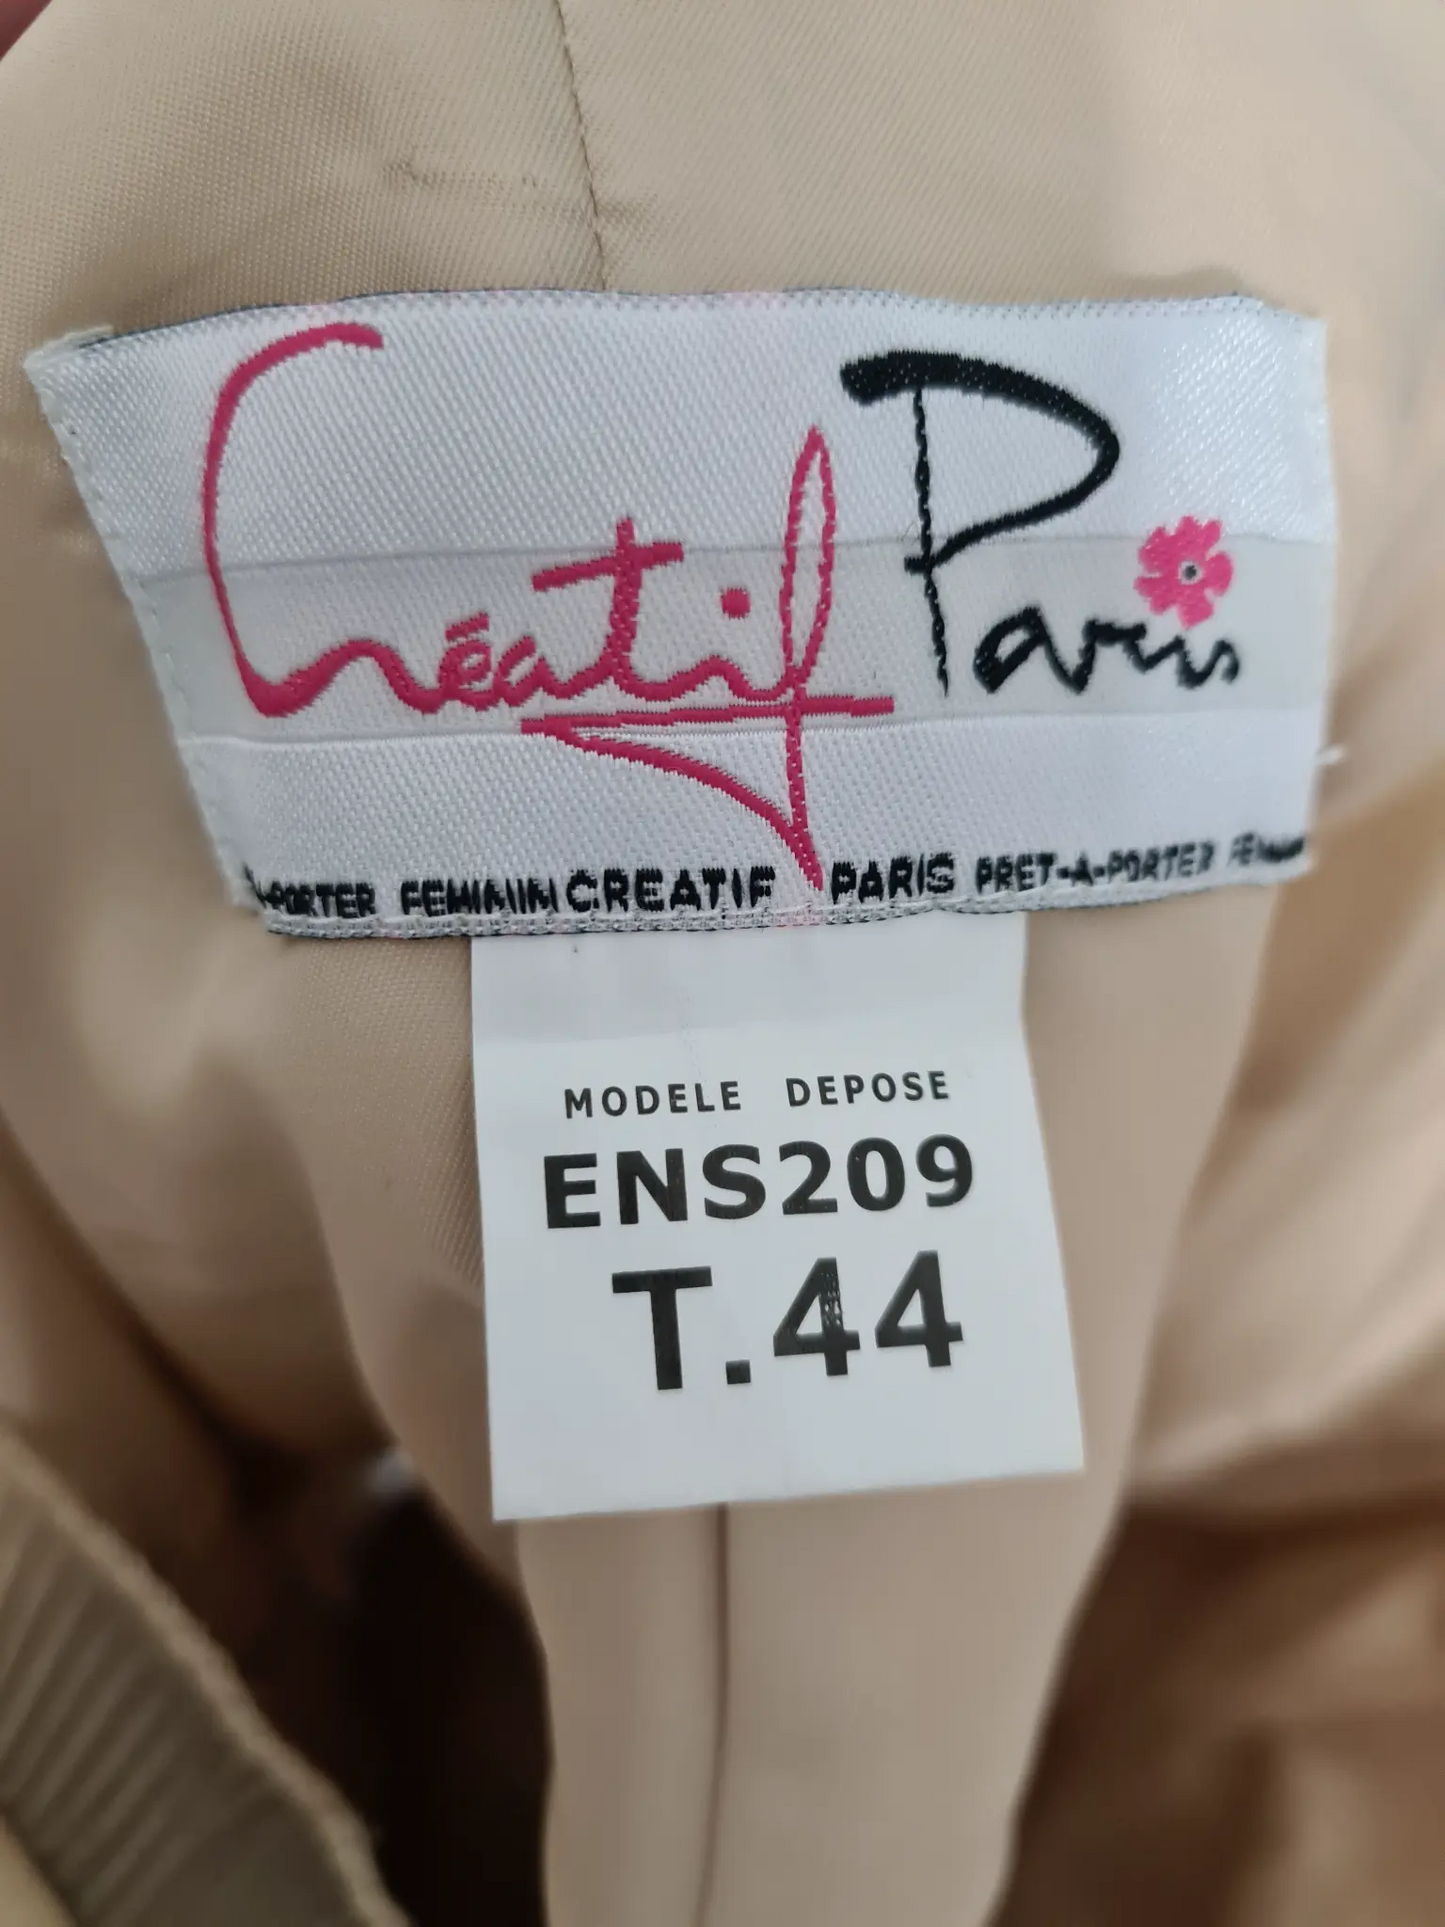 Créatif Paris
-PORTER FEMININ CREATIF PARIS PRET-A-PORTER
MODELE DEPOSE
ENS209
T.44